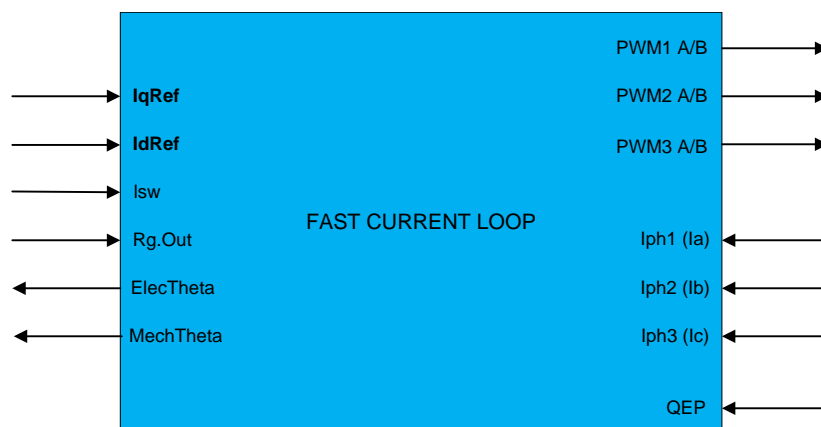 PWM1 A/B
IqRef
PWM2 A/B
IdRef
PWM3 A/B
Isw
FAST CURRENT LOOP
Rg.Out
Iph1 (Ia)
ElecTheta
Iph2 (Ib)
MechTheta
Iph3 (Ic)
QEP